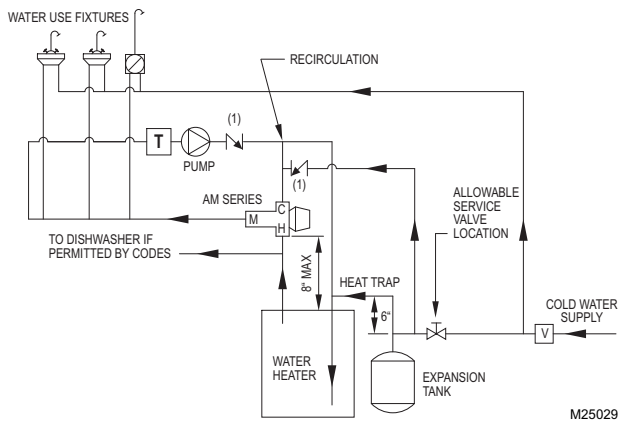 WATER USE FIXTURES
RECIRCULATION
(1)
T
PUMP
(1)
AM SERIES
C
M
H
ALLOWABLE
SERVICE
VALVE
LOCATION
TO DISHWASHER IF
PERMITTED BY CODES
8" MAX
HEAT TRAP
6"
COLD WATER
SUPPLY
V
WATER
HEATER
EXPANSION
TANK
M25029